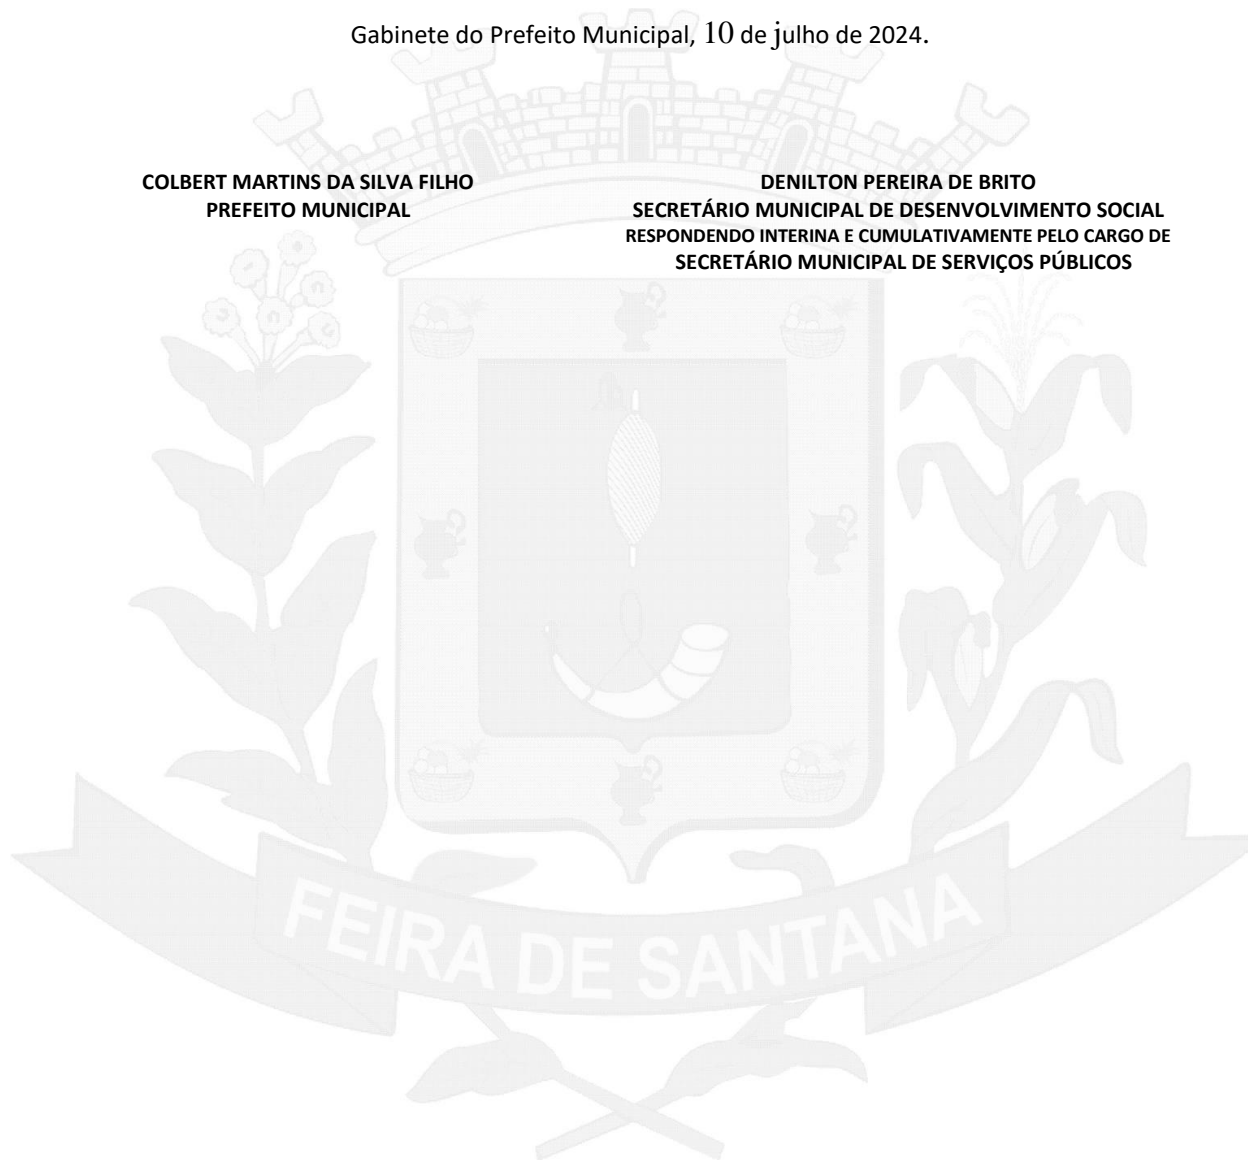 Gabinete do Prefeito Municipal, 10 de julho de 2024.
COLBERT MARTINS DA SILVA FILHO
PREFEITO MUNICIPAL
DENILTON PEREIRA DE BRITO
SECRETÁRIO MUNICIPAL DE DESENVOLVIMENTO SOCIAL
RESPONDENDO INTERINA E CUMULATIVAMENTE PELO CARGO DE
SECRETÁRIO MUNICIPAL DE SERVIÇOS PÚBLICOS
FEIRA DE SANTANA